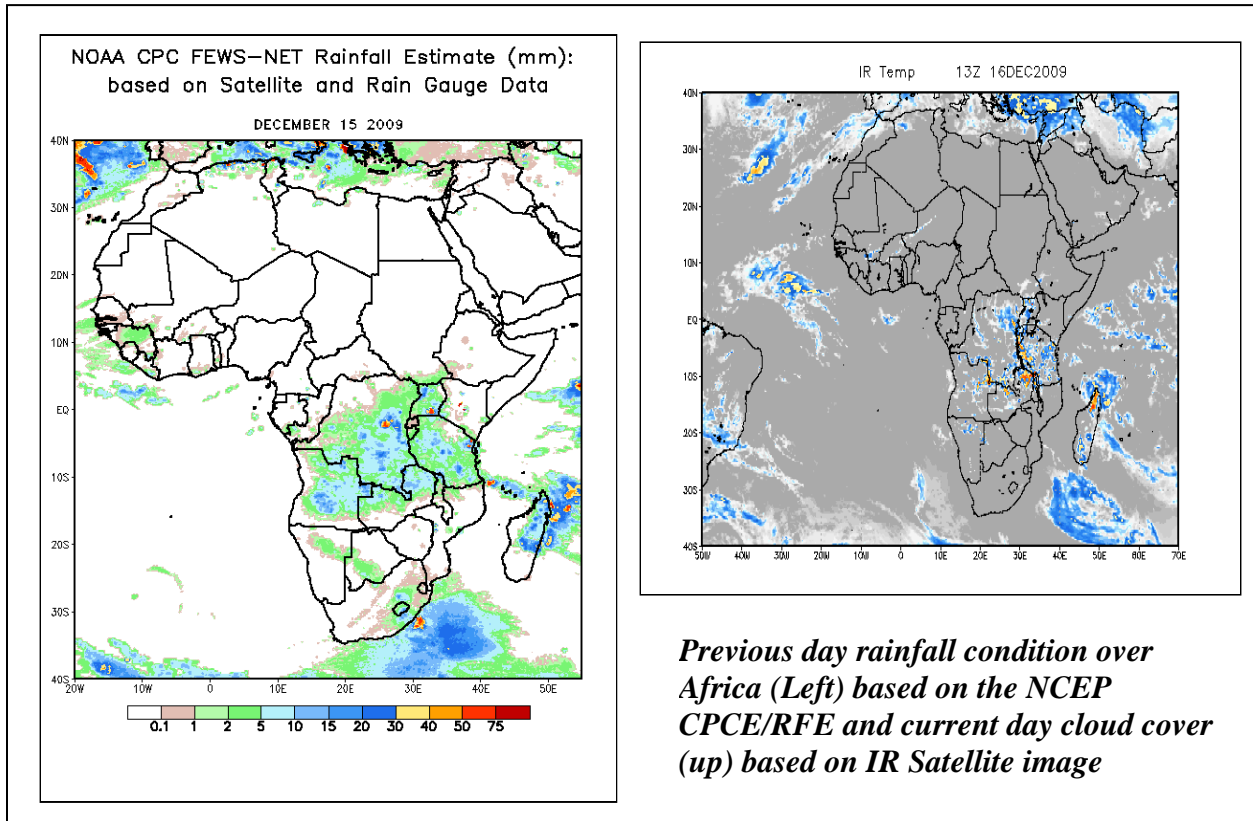 NOAA CPC FEWS-NET Rainfall Estimate (mm):
based on Satellite and Rain Gauge Data
DECEMBER 15 2009
40N
30N
20N
10N
EQ
10S
20S
30S
40S
20W 10W 0 10E 20E 30E 40E 50E
0.1 1 2 5 10 15 20 30 40 50 75
IR Temp 13Z 16DEC2009
40N
30N
20N
10N
EQ
10S
20S
30S
40S
50W 40W 30W 20W 10W 0 10E 20E 30E 40E 50E 60E 70E
Previous day rainfall condition over
Africa (Left) based on the NCEP
CPCE/RFE and current day cloud cover
(up) based on IR Satellite image